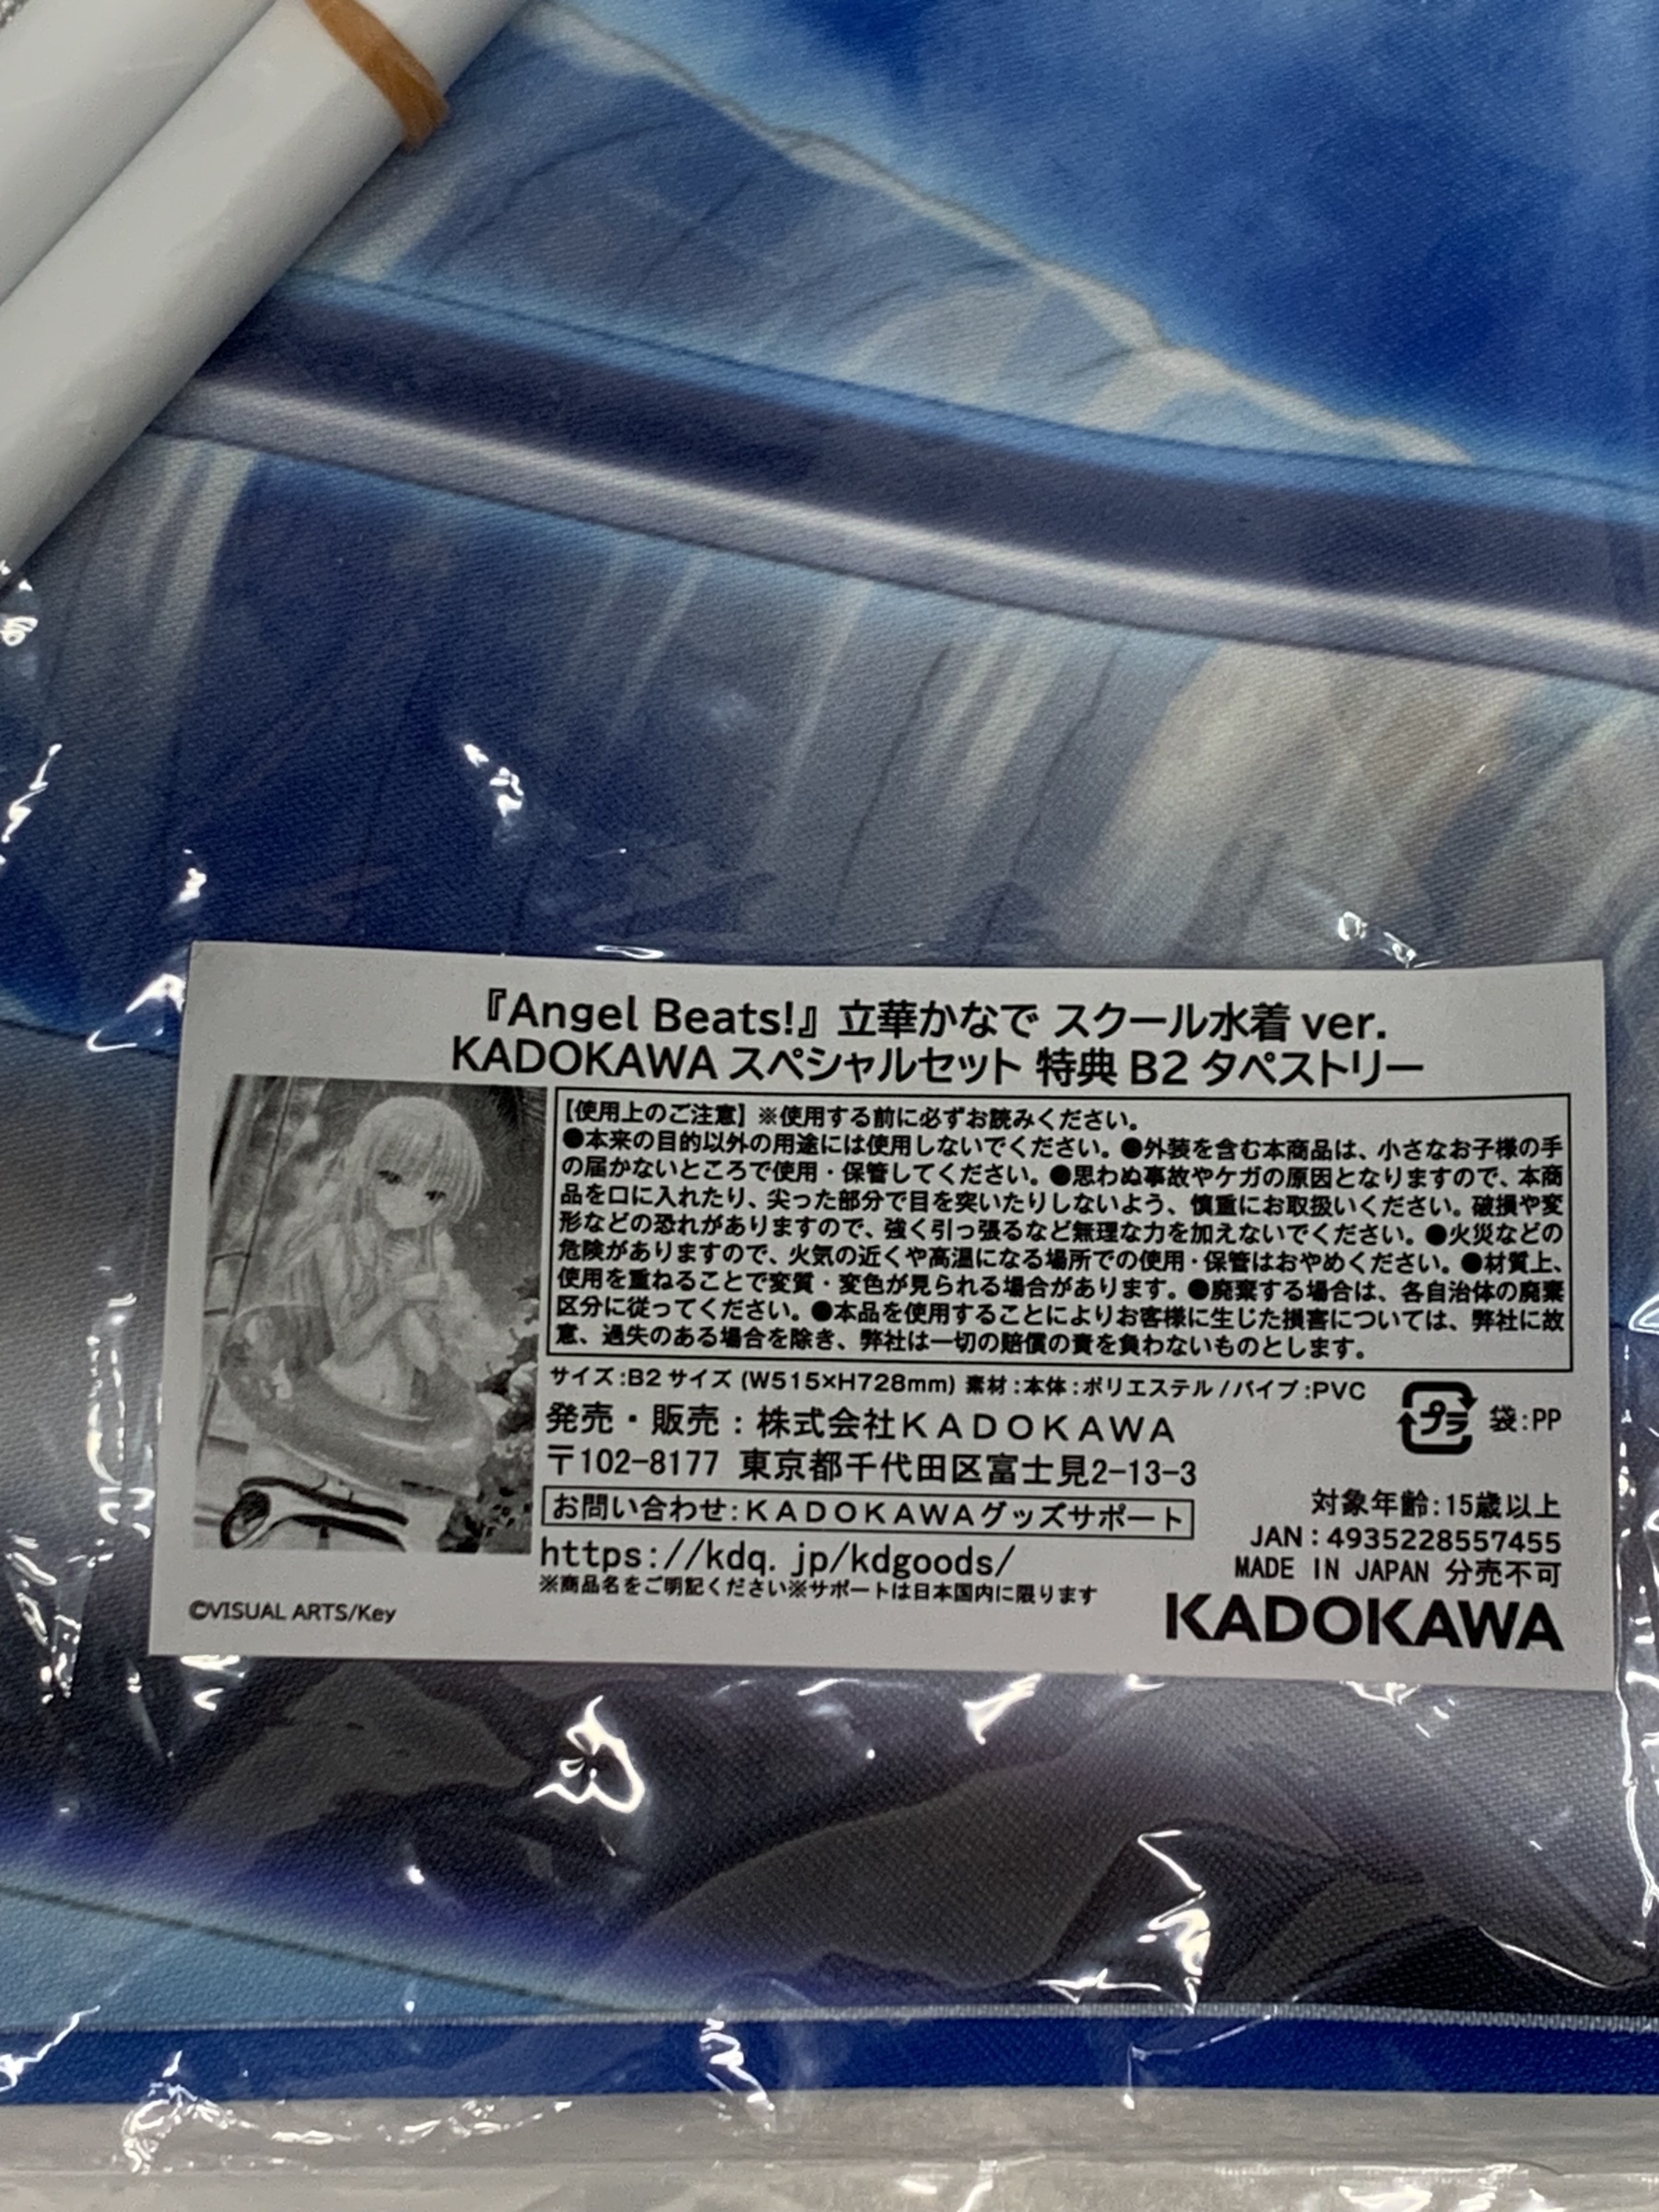 『Angel Beats!』立華かなで スクール水着 ver.
KADOKAWA スペシャルセット 特典 B2 タペストリー
【使用上のご注意】※使用する前に必ずお読みください。
●本来の目的以外の用途には使用しないでください。●外装を含む本商品は、小さなお子様の手
の届かないところで使用・保管してください。●思わぬ事故やケガの原因となりますので、本商
品を口に入れたり、尖った部分で目を突いたりしないよう、慎重にお取扱いください。破損や変
形などの恐れがありますので、強く引っ張るなど無理な力を加えないでください。●火災などの
危険がありますので、火気の近くや高温になる場所での使用・保管はおやめください。●材質上、
使用を重ねることで変質・変色が見られる場合があります。●廃棄する場合は、各自治体の廃棄
区分に従ってください。●本品を使用することによりお客様に生じた損害については、弊社に故
意、過失のある場合を除き、弊社は一切の賠償の責を負わないものとします。
サイズ:B2サイズ (W515×H728mm) 素材:本体:ポリエステル/パイプ:PVC
発売・販売:株式会社KADOKAWA
プラ 袋:PP
〒102-8177 東京都千代田区富士見2-13-3
お問い合わせ:KADOKAWAグッズサポート
https://kdq.jp/kdgoods/
※商品名をご明記ください※サポートは日本国内に限ります
対象年齢:15歳以上
JAN:4935228557455
MADE IN JAPAN 分売不可
KADOKAWA
©VISUAL ARTS/Key